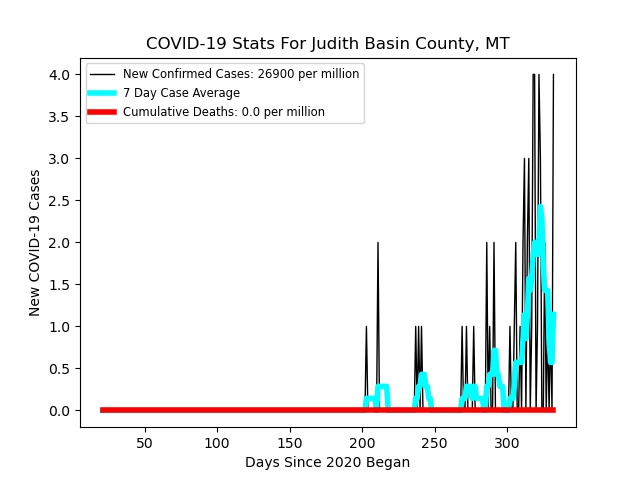 COVID-19 Stats For Judith Basin County, MT
New Confirmed Cases: 26900 per million
7 Day Case Average
Cumulative Deaths: 0.0 per million
4.0
3.5
3.0
2.5
2.0
1.5
1.0
0.5
0.0
New COVID-19 Cases
50 100 150 200 250 300
Days Since 2020 Began